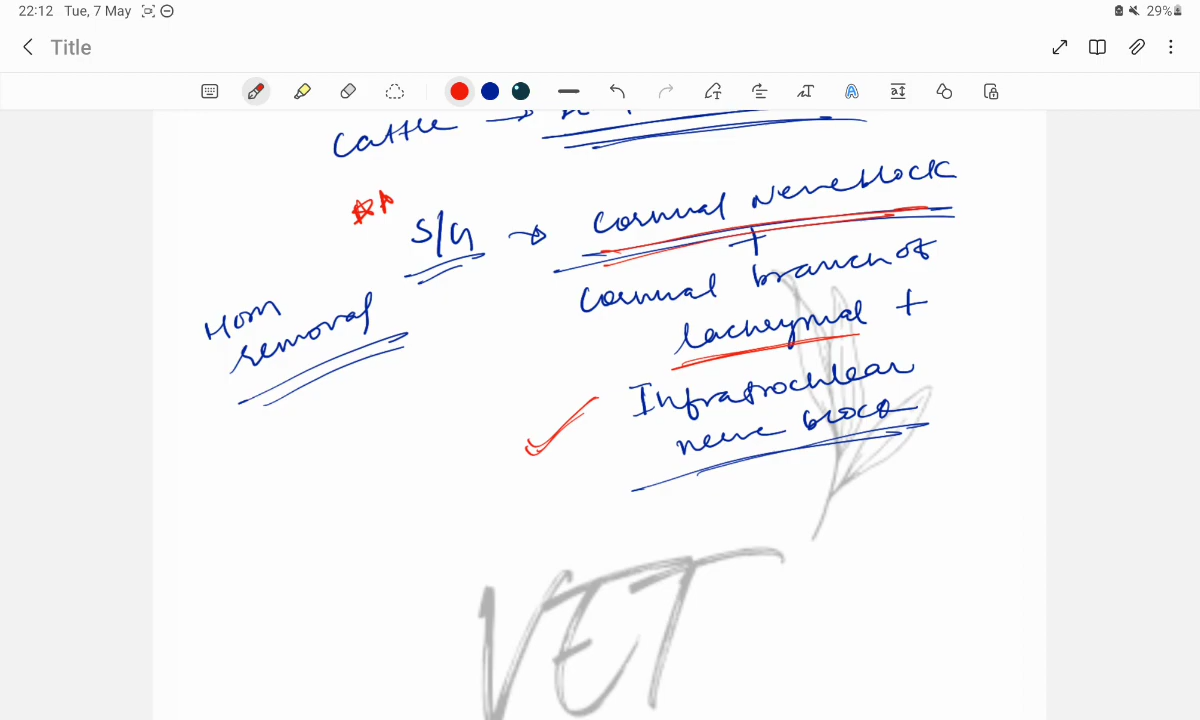 22:12 Tue, 7 May 29%
Title
Cattle →
S/G → Cornual Nerve block
+
Cornual branch of
lacheymal +
Infratrochlear
nerve block
Horn
removal
VET